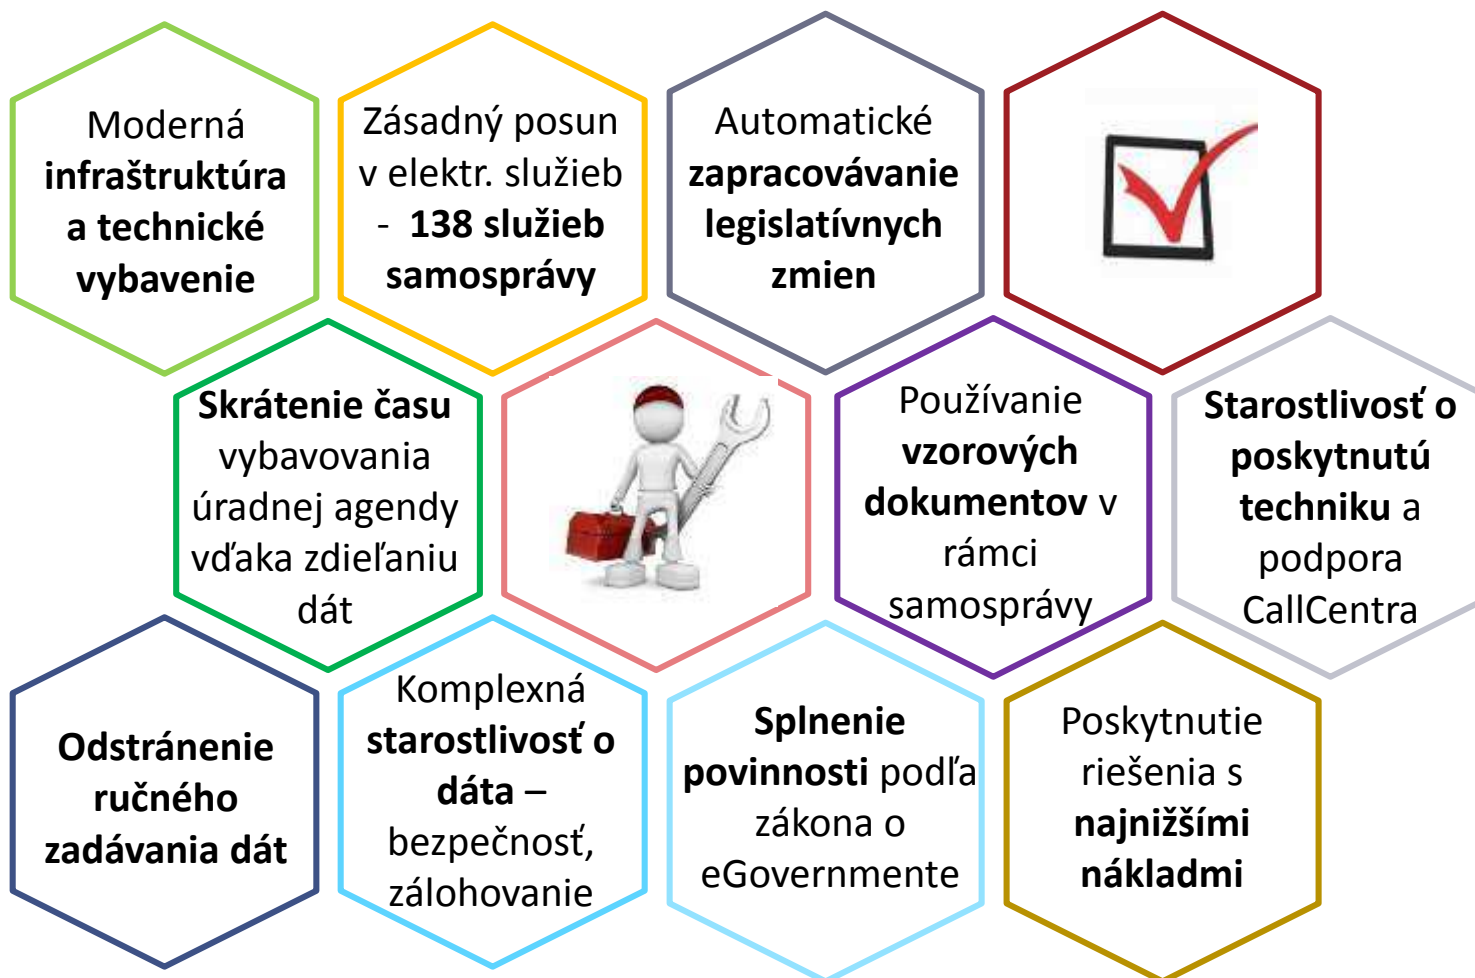 Moderná
infraštruktúra
a technické
vybavenie
Zásadný posun
v elektr. služieb
- 138 služieb
samosprávy
Automatické
zapracovávanie
legislatívnych
zmien
Skrátenie času
vybavovania
úradnej agendy
vďaka zdieľaniu
dát
Používanie
vzorových
dokumentov v
rámci
samosprávy
Starostlivosť o
poskytnutú
techniku a
podpora
CallCentra
Odstránenie
ručného
zadávania dát
Komplexná
starostlivosť o
dáta –
bezpečnosť,
zálohovanie
Splnenie
povinnosti podľa
zákona o
eGovernmente
Poskytnutie
riešenia s
najnižšími
nákladmi